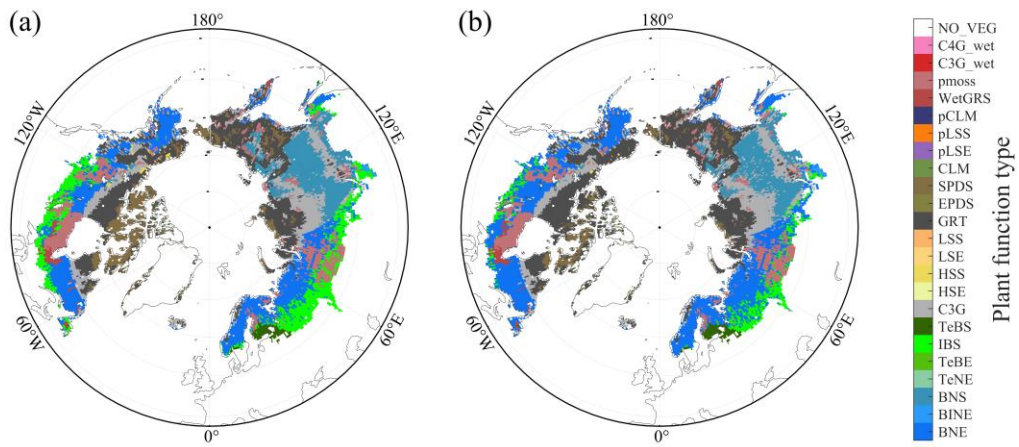 (a)
180°
120°W
120°E
60°W
60°E
0°
(b)
180°
120°W
120°E
60°W
60°E
0°
NO_VEG
C4G_wet
C3G_wet
pmoss
WetGRS
pCLM
pLSS
pLSE
CLM
SPDS
EPDS
GRT
LSS
LSE
HSS
HSE
C3G
TeBS
IBS
TeBE
TeNE
BNS
BINE
BNE
Plant function type